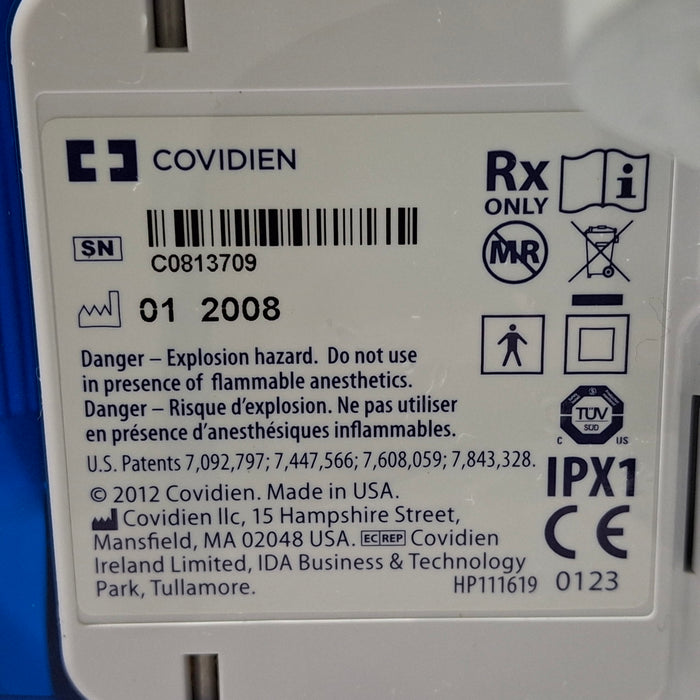 COVIDIEN
Rx
ONLY
i
SN
C0813709
MR
01 2008
Danger – Explosion hazard. Do not use
in presence of flammable anesthetics.
Danger – Risque d'explosion. Ne pas utiliser
en présence d'anesthésiques inflammables.
TÜV
SÜD
C US
U.S. Patents 7,092,797; 7,447,566; 7,608,059; 7,843,328.
IPX1
© 2012 Covidien. Made in USA.
Covidien llc, 15 Hampshire Street,
Mansfield, MA 02048 USA. EC REP Covidien
Ireland Limited, IDA Business & Technology
Park, Tullamore.
HP111619
CE
0123